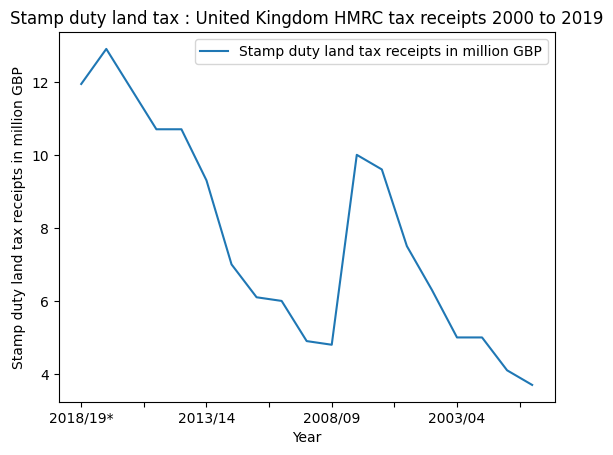 Stamp duty land tax : United Kingdom HMRC tax receipts 2000 to 2019
Stamp duty land tax receipts in million GBP
Stamp duty land tax receipts in million GBP
12
10
8
6
4
2018/19*
2013/14
2008/09
2003/04
Year